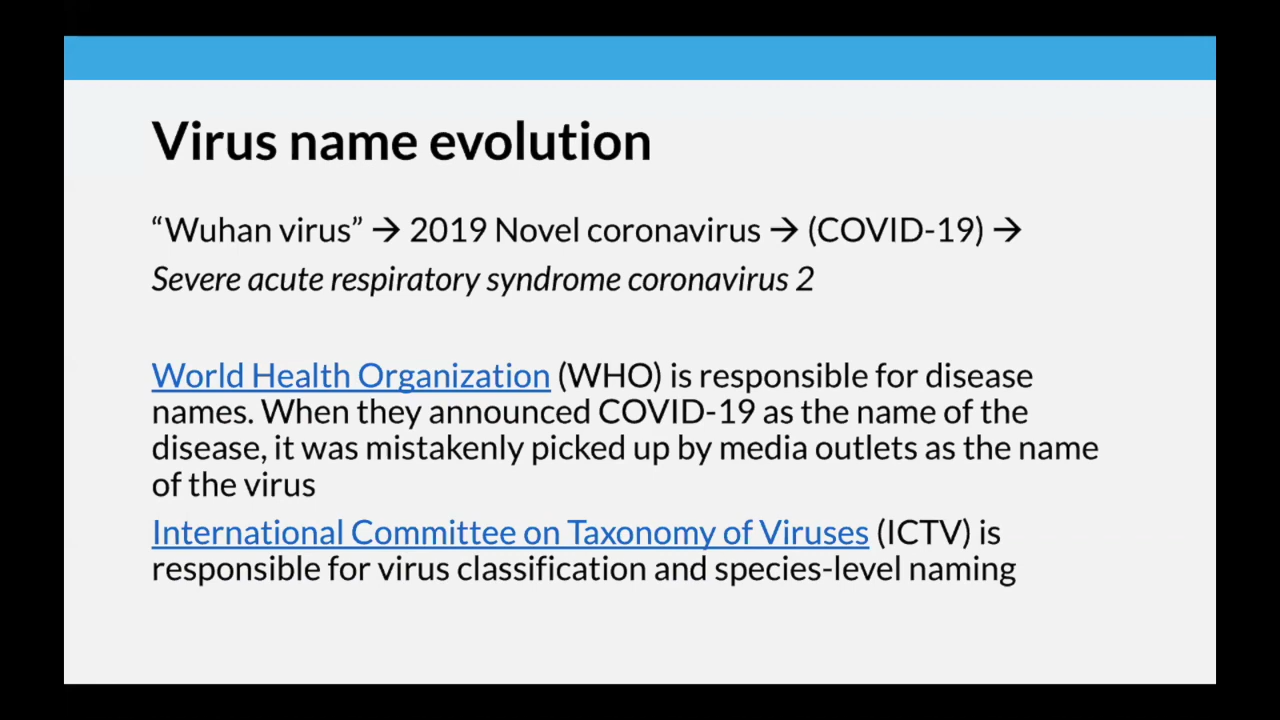 Virus name evolution
“Wuhan virus” → 2019 Novel coronavirus → (COVID-19) →
Severe acute respiratory syndrome coronavirus 2
World Health Organization (WHO) is responsible for disease
names. When they announced COVID-19 as the name of the
disease, it was mistakenly picked up by media outlets as the name
of the virus
International Committee on Taxonomy of Viruses (ICTV) is
responsible for virus classification and species-level naming